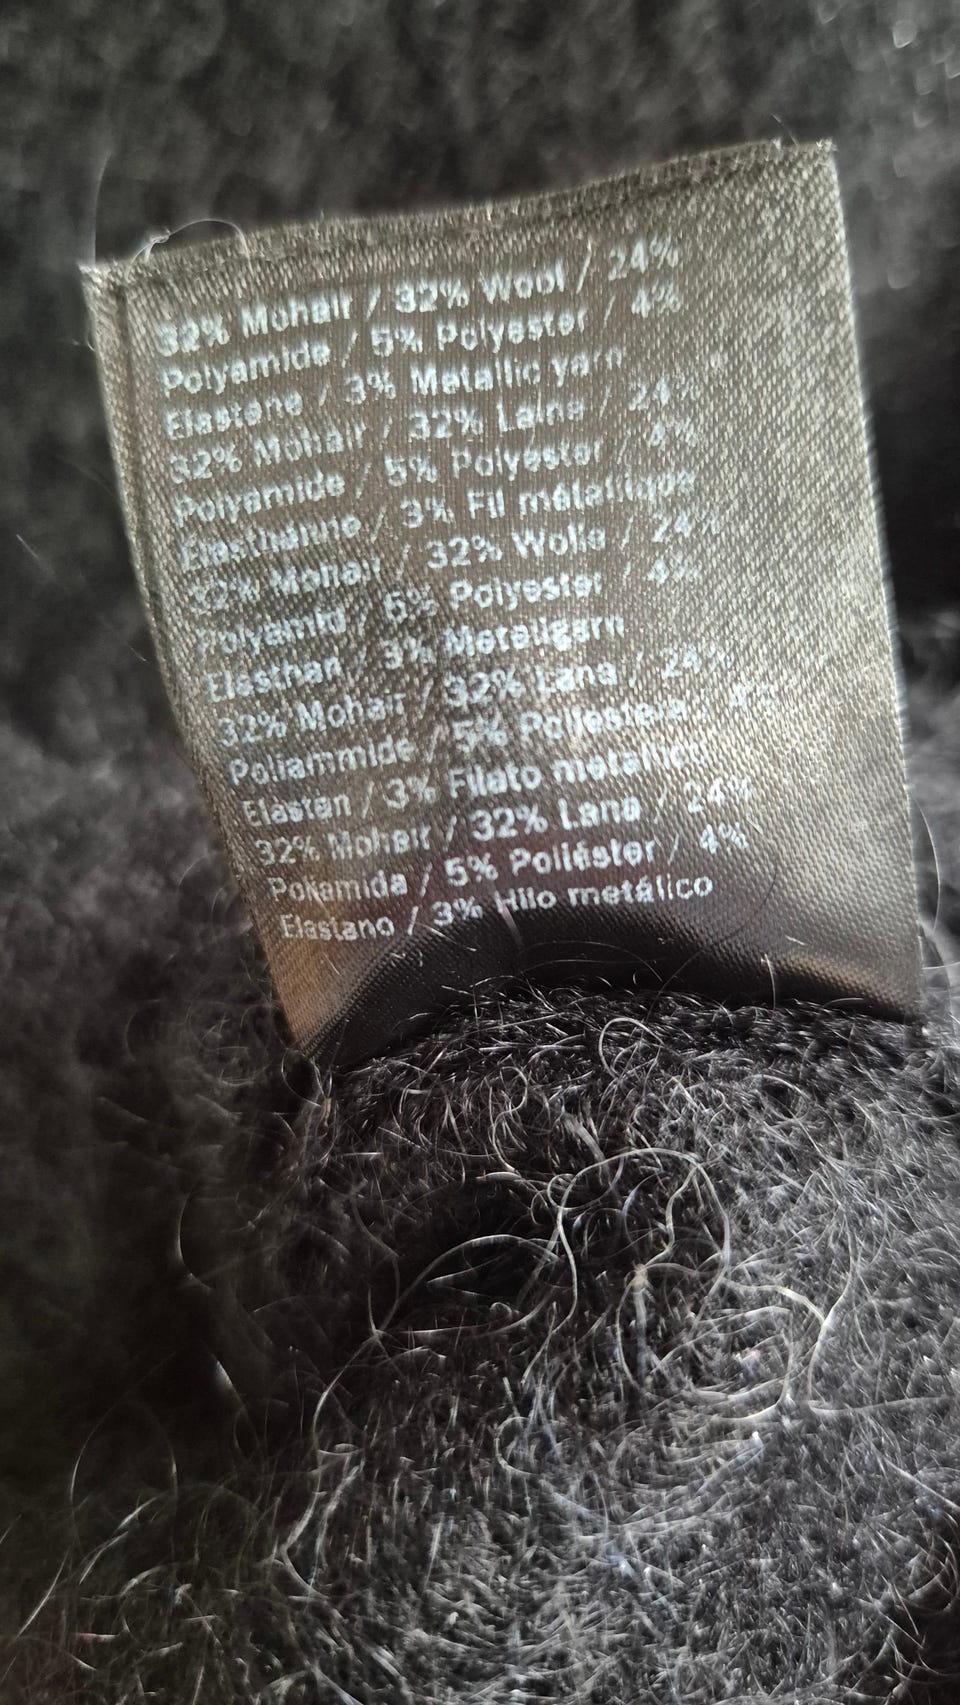 32% Mohair / 32% Wool / 24%
Polyamide / 5% Polyester / 4%
Elastane / 3% Metallic yarn
32% Mohair / 32% Laine / 24%
Polyamide / 5% Polyester / 4%
Elasthanne / 3% Fil métallique
32% Mohair / 32% Wolle / 24%
Polyamid / 5% Polyester / 4%
Elasthan / 3% Metallgarn
32% Mohair / 32% Lana / 24%
Poliammide / 5% Poliestere / 4%
Elastan / 3% Filato metallico
32% Mohair / 32% Lana / 24%
Poliamida / 5% Poliéster / 4%
Elastano / 3% Hilo metálico